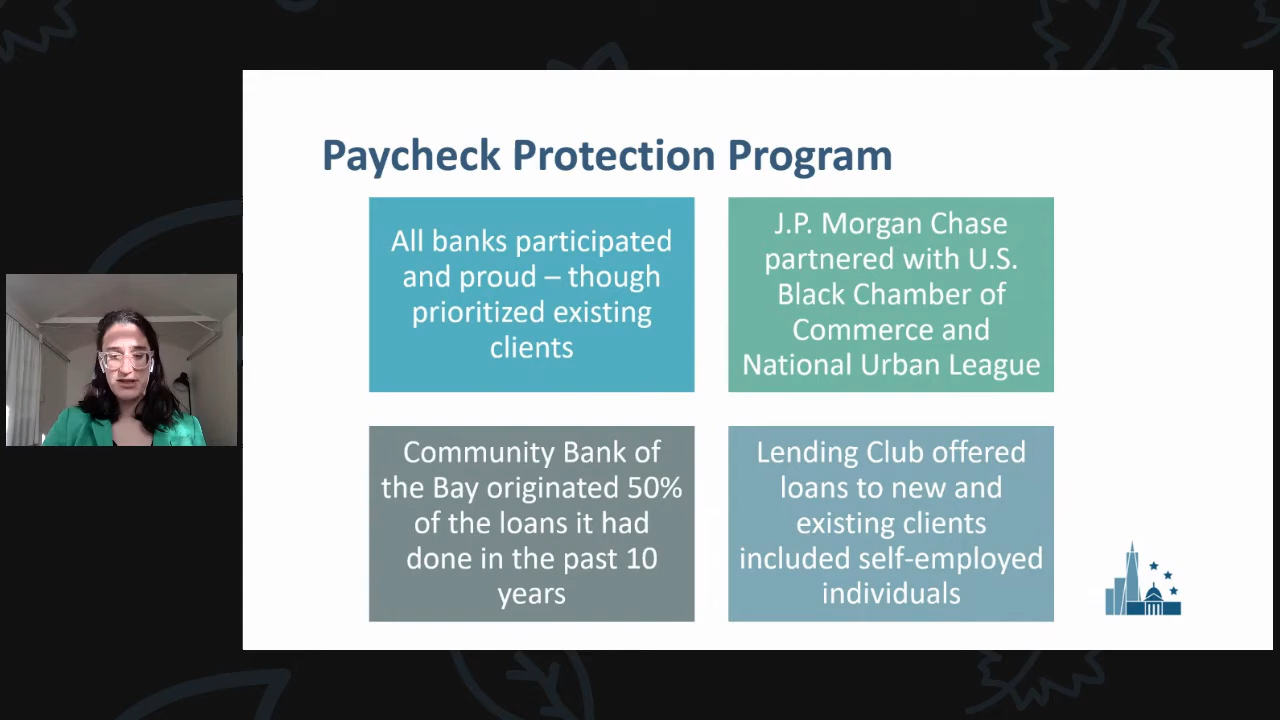 Paycheck Protection Program
All banks participated
and proud – though
prioritized existing
clients
J.P. Morgan Chase
partnered with U.S.
Black Chamber of
Commerce and
National Urban League
Community Bank of
the Bay originated 50%
of the loans it had
done in the past 10
years
Lending Club offered
loans to new and
existing clients
included self-employed
individuals